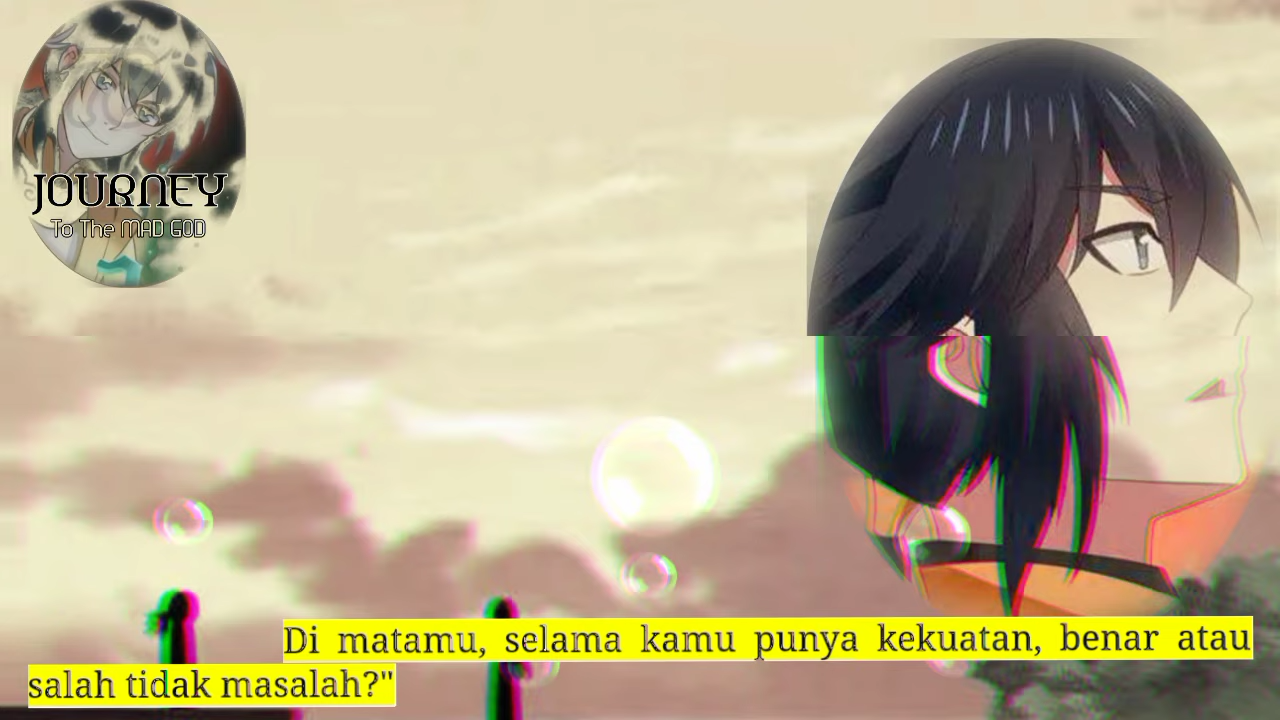 JOURNEY
To The MAD GOD
Di matamu, selama kamu punya kekuatan, benar atau
salah tidak masalah?"